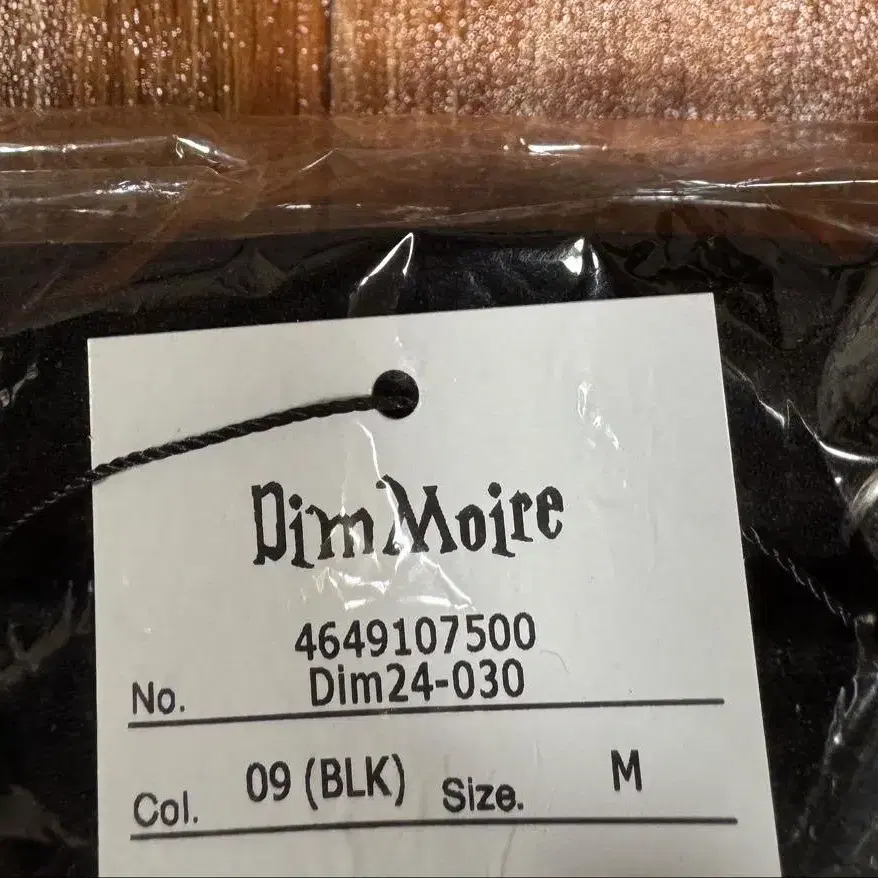 Dim Moire
4649107500
No. Dim24-030
Col. 09 (BLK) Size. M